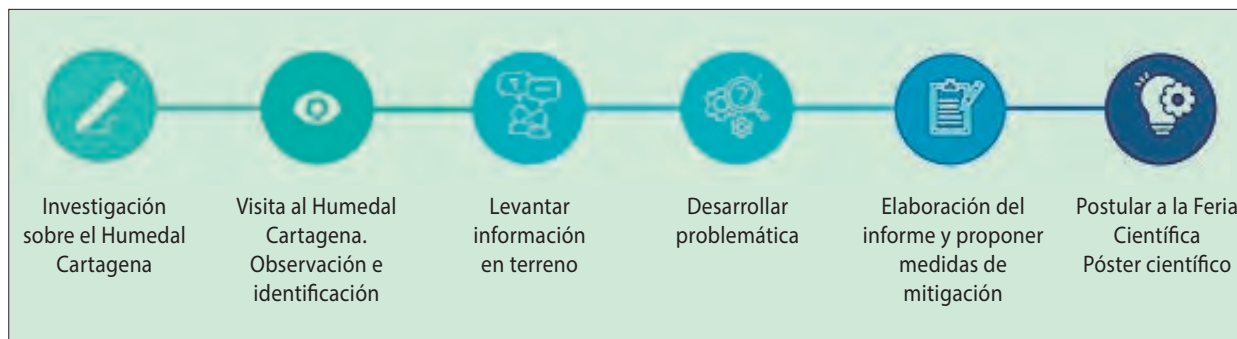 Investigación
sobre el Humedal
Cartagena
Visita al Humedal
Cartagena.
Observación e
identificación
Levantar
información
en terreno
Desarrollar
problemática
Elaboración del
informe y proponer
medidas de
mitigación
Postular a la Feria
Científica
Póster científico